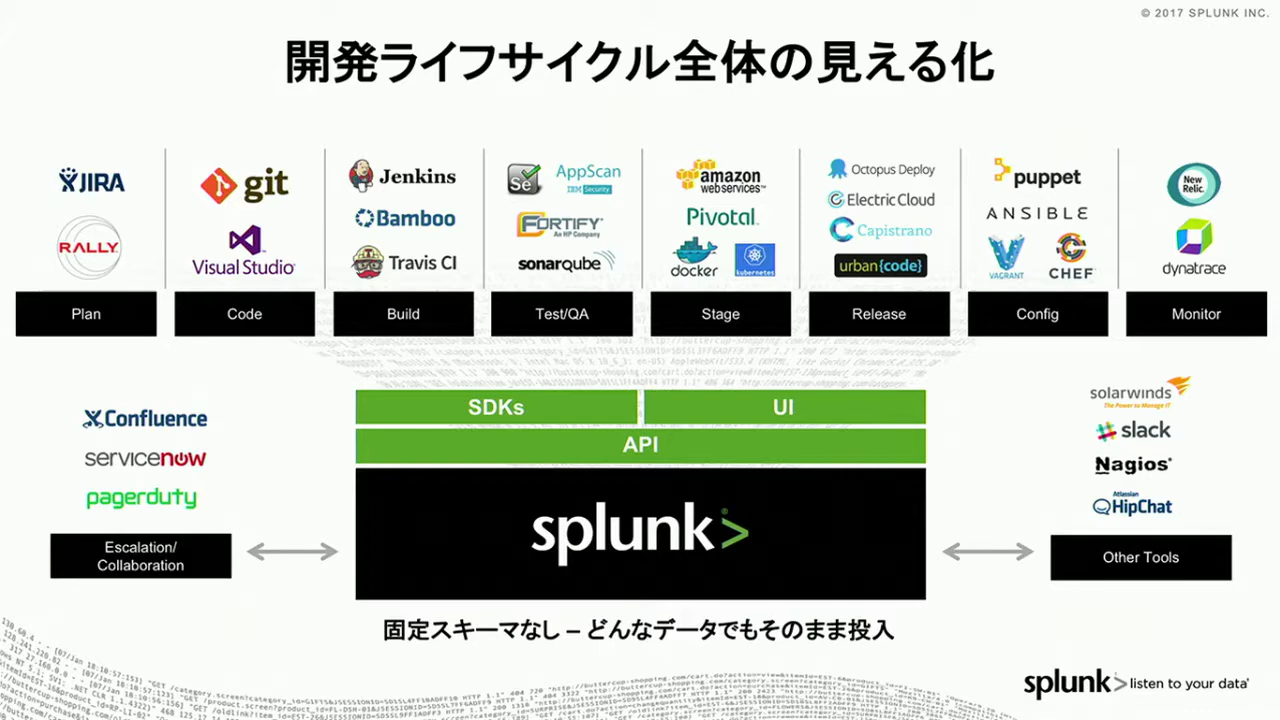 © 2017 SPLUNK INC.
開発ライフサイクル全体の見える化
JIRA
RALLY
Plan
git
Visual Studio
Code
Jenkins
Bamboo
Travis CI
Build
Se
AppScan
IBM Security
FORTIFY
An HP Company
sonarqube
Test/QA
amazon
webservices™
Pivotal
docker
kubernetes
Stage
Octopus Deploy
Electric Cloud
Capistrano
urban{code}
Release
puppet
ANSIBLE
VAGRANT
CHEF
Config
New
Relic.
dynatrace
Monitor
Confluence
servicenow
pagerduty
Escalation/
Collaboration
SDKs
UI
API
splunk>
solarwinds
The Power to Manage IT
slack
Nagios®
Atlassian
HipChat
Other Tools
固定スキーマなし – どんなデータでもそのまま投入
splunk> listen to your data®